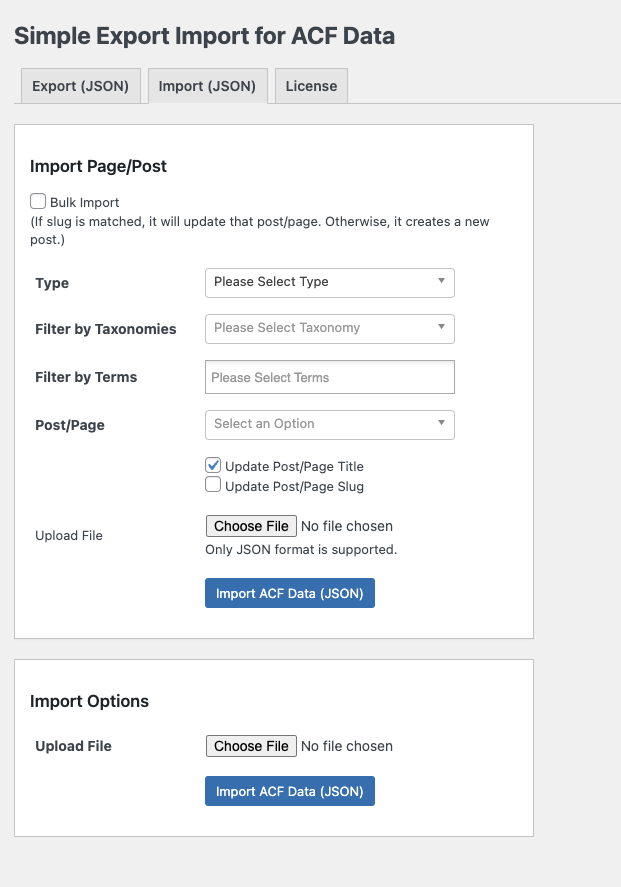 Simple Export Import for ACF Data
Export (JSON)
Import (JSON)
License
Import Page/Post
Bulk Import
(If slug is matched, it will update that post/page. Otherwise, it creates a new
post.)
Type
Please Select Type
Filter by Taxonomies
Please Select Taxonomy
Filter by Terms
Please Select Terms
Post/Page
Select an Option
Update Post/Page Title
Update Post/Page Slug
Upload File
Choose File No file chosen
Only JSON format is supported.
Import ACF Data (JSON)
Import Options
Upload File
Choose File No file chosen
Import ACF Data (JSON)